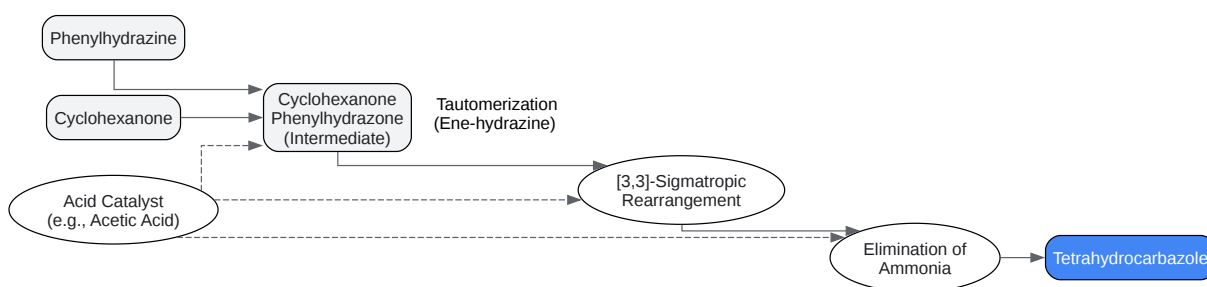 Phenylhydrazine
Cyclohexanone
Cyclohexanone
Phenylhydrazone
(Intermediate)
Tautomerization
(Ene-hydrazine)
Acid Catalyst
(e.g., Acetic Acid)
[3,3]-Sigmatropic
Rearrangement
Elimination of
Ammonia
Tetrahydrocarbazole